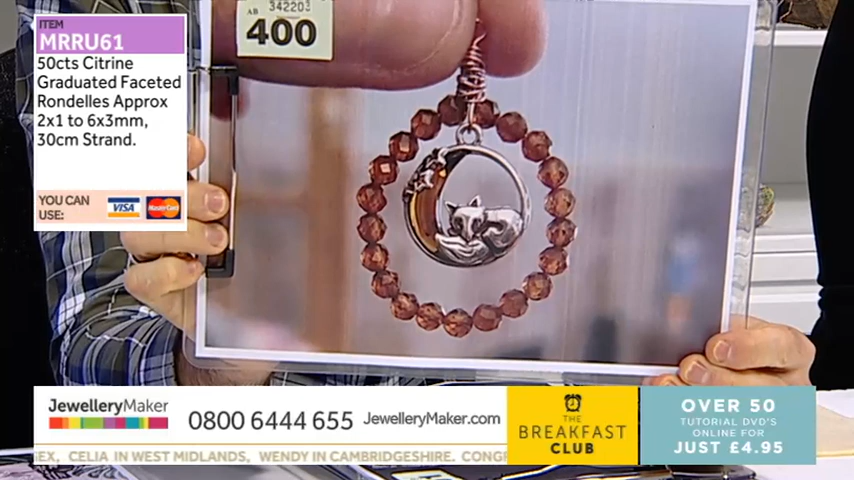 ITEM
MRRU61
50cts Citrine
Graduated Faceted
Rondelles Approx
2x1 to 6x3mm,
30cm Strand.
YOU CAN
USE:
VISA
MasterCard
AB 342203
400
JewelleryMaker
0800 6444 655
JewelleryMaker.com
THE
BREAKFAST
CLUB
OVER 50
TUTORIAL DVD'S
ONLINE FOR
JUST £4.95
EX, CELIA IN WEST MIDLANDS, WENDY IN CAMBRIDGESHIRE. CONG